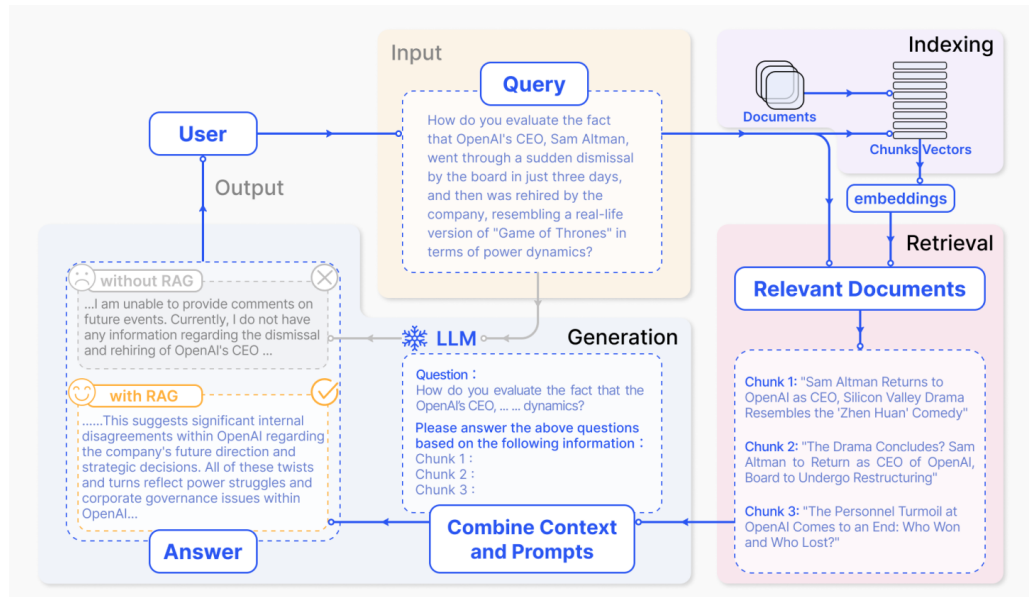 Input
Query
How do you evaluate the fact
that OpenAI's CEO, Sam Altman,
went through a sudden dismissal
by the board in just three days,
and then was rehired by the
company, resembling a real-life
version of "Game of Thrones" in
terms of power dynamics?
Indexing
Documents
Chunks
Vectors
embeddings
User
Output
Retrieval
Relevant Documents
Chunk 1: "Sam Altman Returns to
OpenAI as CEO, Silicon Valley Drama
Resembles the 'Zhen Huan' Comedy"
Chunk 2: "The Drama Concludes? Sam
Altman to Return as CEO of OpenAI,
Board to Undergo Restructuring"
Chunk 3: "The Personnel Turmoil at
OpenAI Comes to an End: Who Won
and Who Lost?"
LLM
Generation
Question :
How do you evaluate the fact that the
OpenAI's CEO, ... ... dynamics?
Please answer the above questions
based on the following information :
Chunk 1 :
Chunk 2 :
Chunk 3 :
Combine Context
and Prompts
without RAG
...I am unable to provide comments on
future events. Currently, I do not have
any information regarding the dismissal
and rehiring of OpenAI's CEO ...
with RAG
......This suggests significant internal
disagreements within OpenAI regarding
the company's future direction and
strategic decisions. All of these twists
and turns reflect power struggles and
corporate governance issues within
OpenAI...
Answer